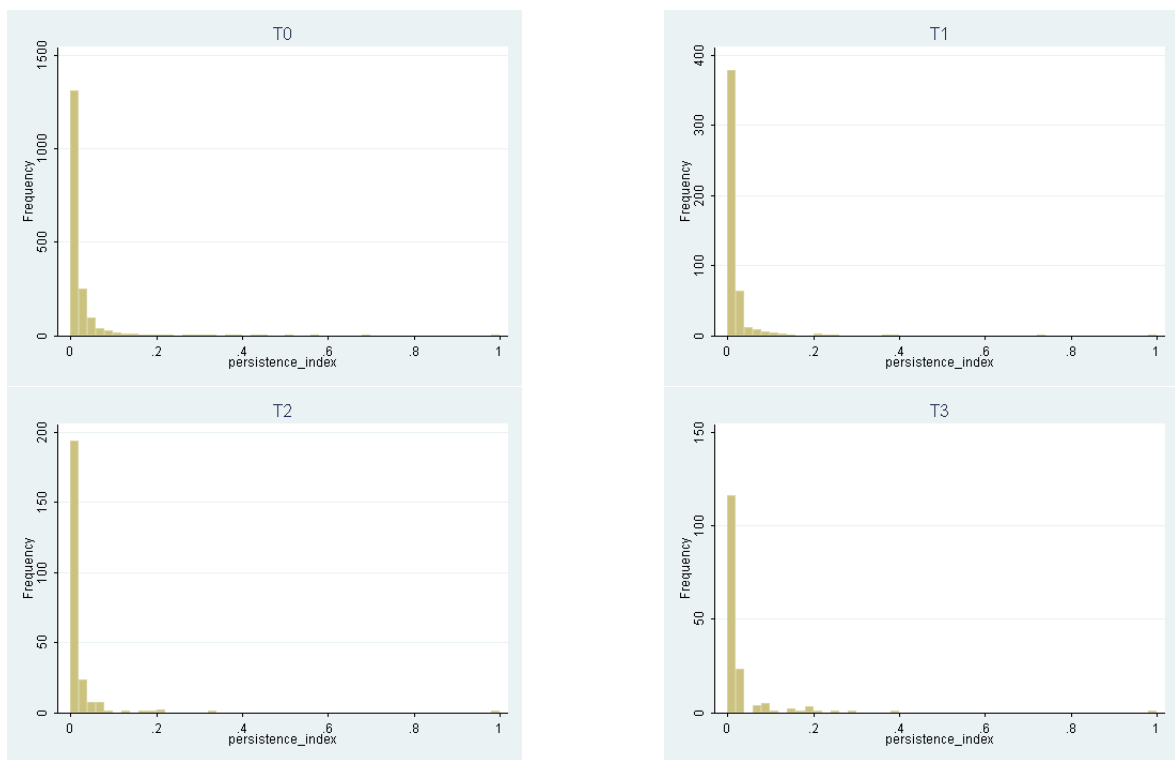 T0
1500
1000
500
0
Frequency
0 .2 .4 .6 .8 1
persistence_index
T1
400
300
200
100
0
Frequency
0 .2 .4 .6 .8 1
persistence_index
T2
200
150
100
50
0
Frequency
0 .2 .4 .6 .8 1
persistence_index
T3
150
100
50
0
Frequency
0 .2 .4 .6 .8 1
persistence_index